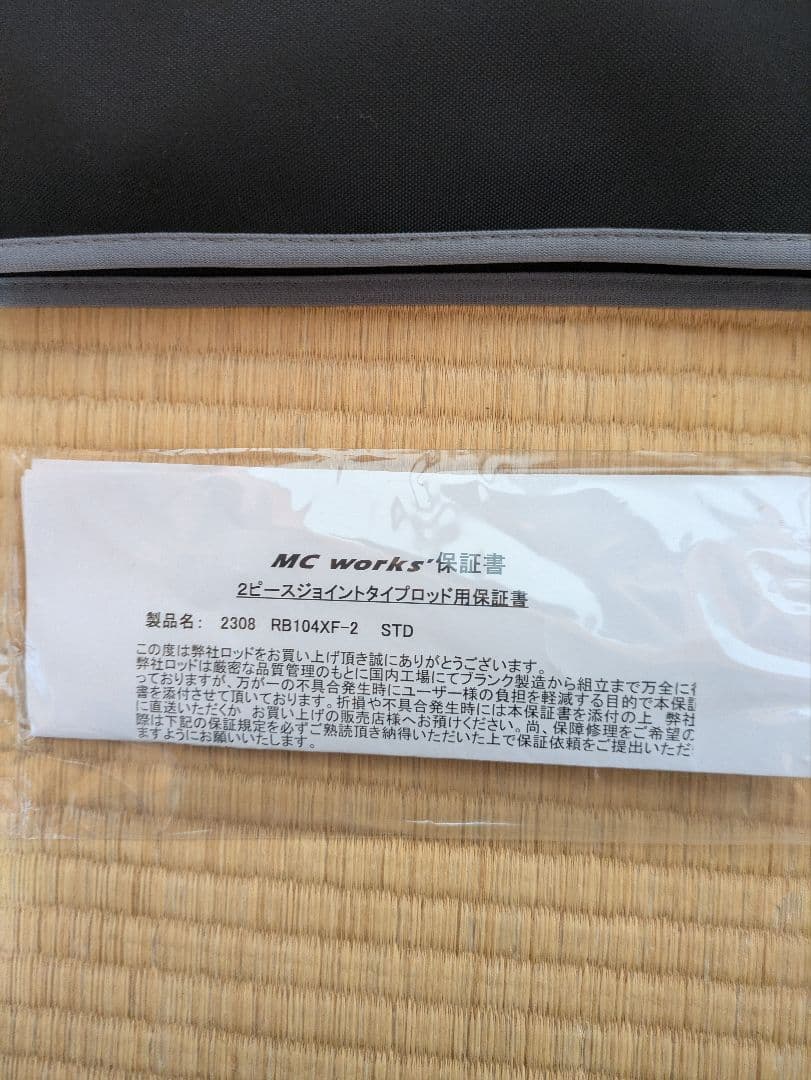 MC works'保証書
2ピースジョイントタイプロッド用保証書
製品名: 2308 RB104XF-2 STD
この度は弊社ロッドをお買い上げ頂き誠にありがとうございます。
弊社ロッドは厳密な品質管理のもとに国内工場にてブランク製造から組立まで万全に行
っておりますが、万が一の不具合発生時にユーザー様の負担を軽減する目的で本保証
書を添付させて頂いております。折損や不具合発生時には本保証書を添付の上 弊社
に直送いただくか お買い上げの販売店様へお預けください。尚、保障修理をご希望の
際は下記の保証規定を必ずご熟読頂き納得いただいた上で保証依頼をご提出いただ
ますようにお願いいたします。